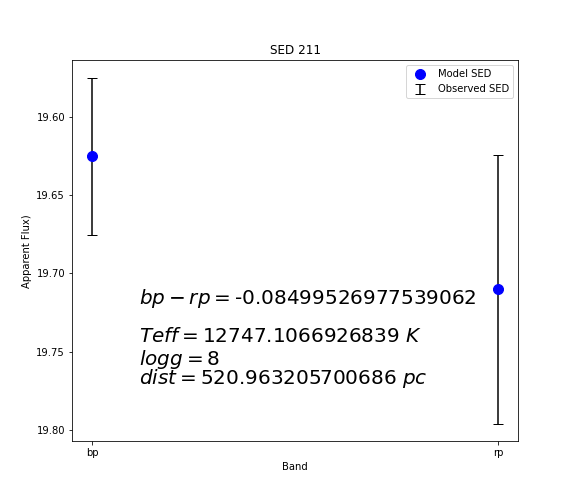 SED 211
Model SED
Observed SED
19.60
19.65
19.70
19.75
19.80
Apparent Flux)
bp − rp = -0.08499526977539062
Teff = 12747.1066926839 K
logg = 8
dist = 520.963205700686 pc
bp
rp
Band